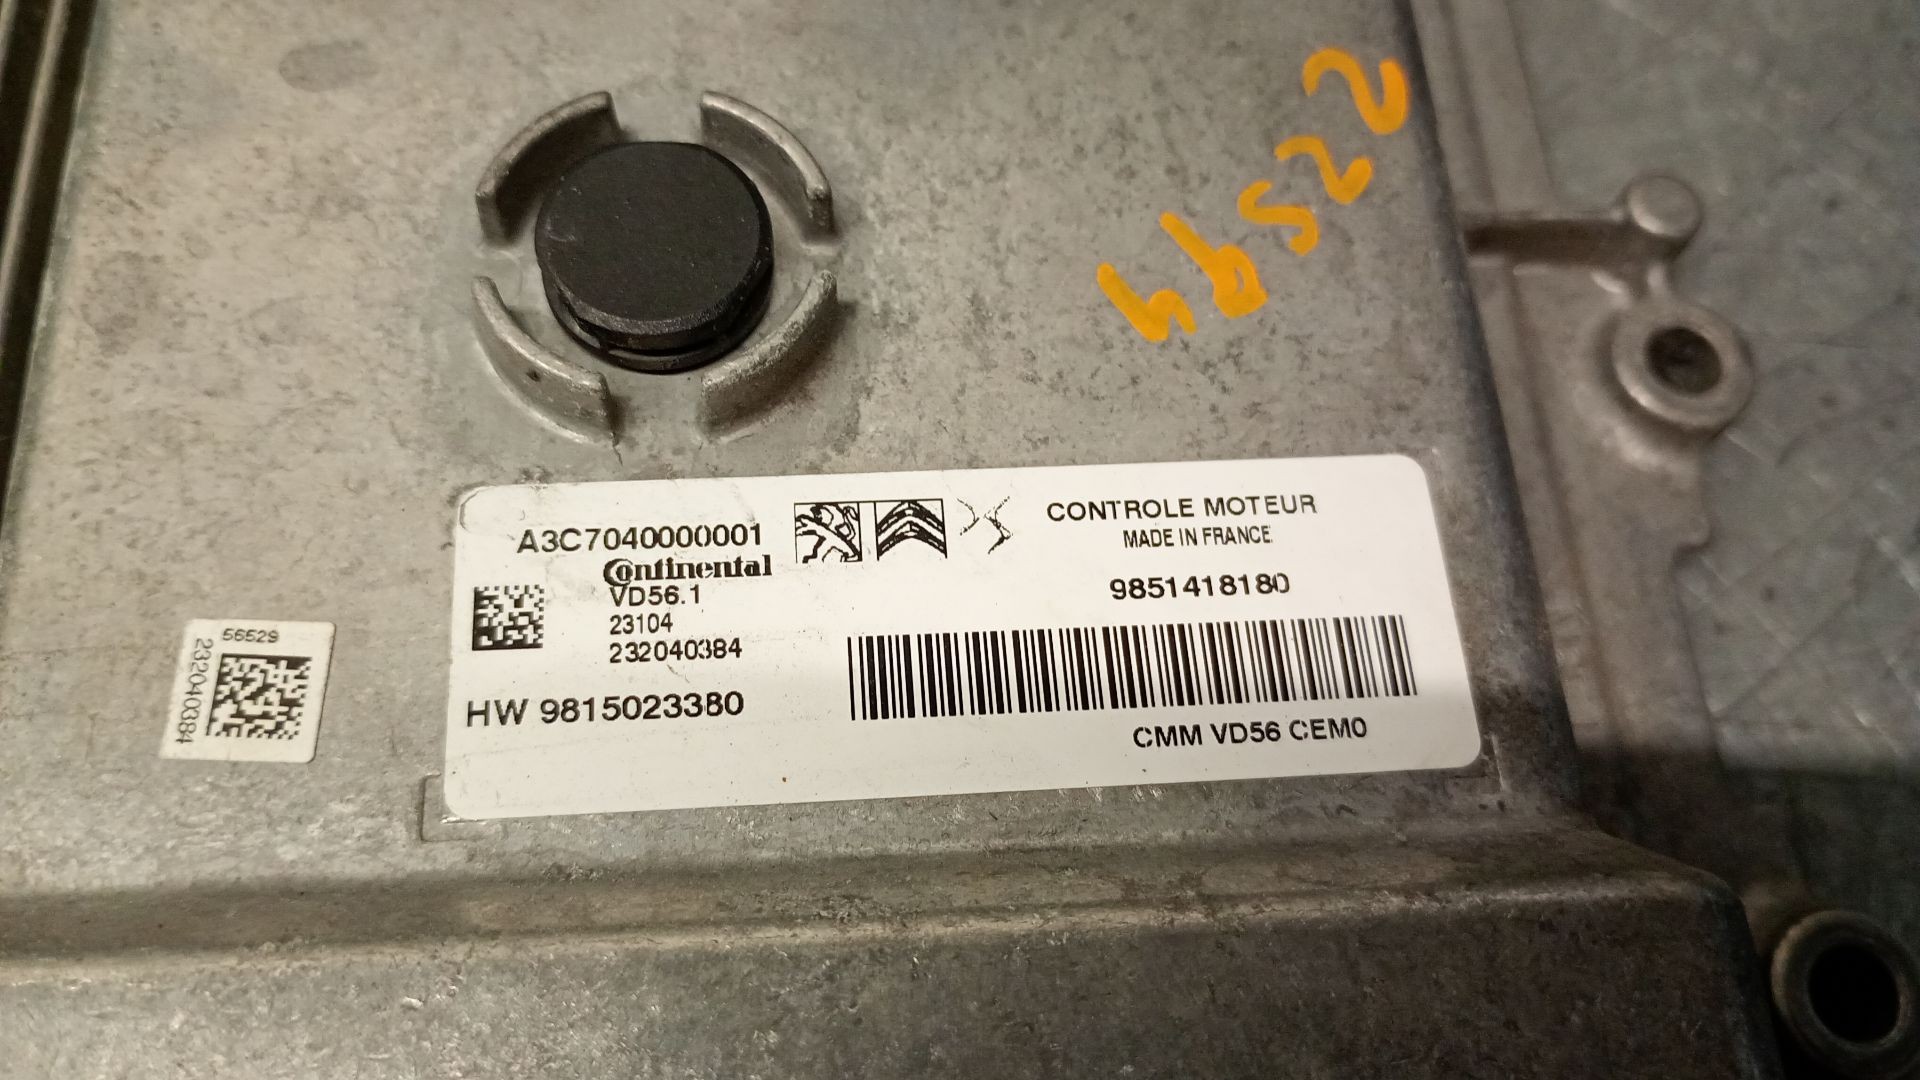 22594
A3C7040000001
Continental
VD56.1
23104
232040384
HW 9815023380
CONTROLE MOTEUR
MADE IN FRANCE
9851418180
CMM VD56 CEM0
56529
232040384